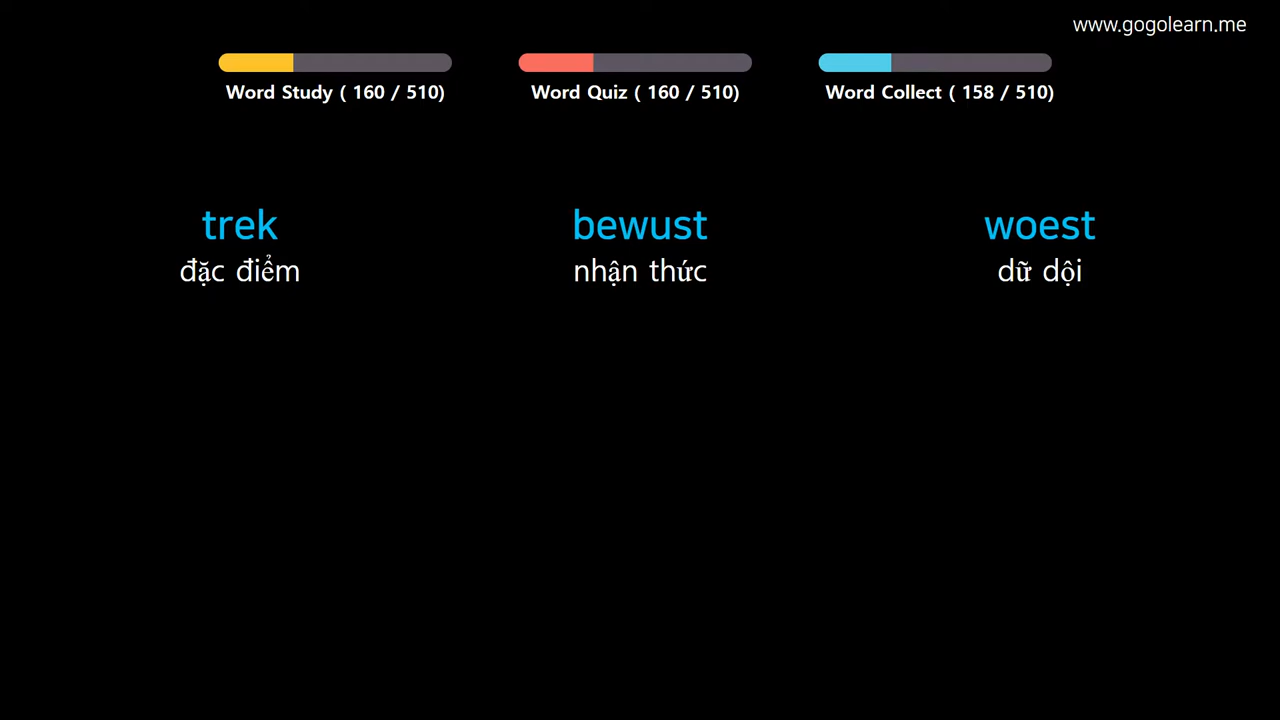 www.gogolearn.me
Word Study ( 160 / 510)
Word Quiz ( 160 / 510)
Word Collect ( 158 / 510)
trek
đặc điểm
bewust
nhận thức
woest
dữ dội